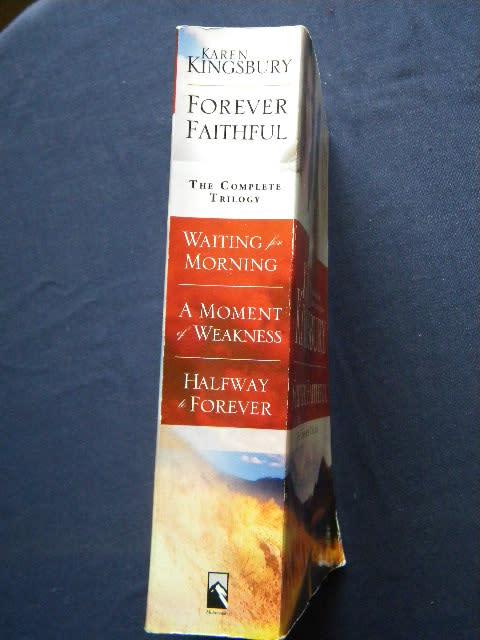 KAREN
KINGSBURY
FOREVER
FAITHFUL
THE COMPLETE
TRILOGY
WAITING for
MORNING
A MOMENT
of WEAKNESS
HALFWAY
to FOREVER